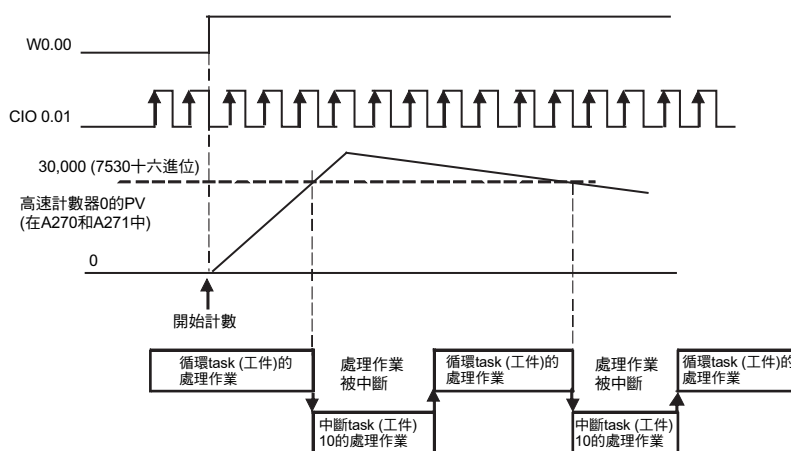 W0.00
CIO 0.01
30,000 (7530十六進位)
高速計數器0的PV
(在A270和A271中)
0
開始計數
循環task (工件)的
處理作業
處理作業
被中斷
循環task (工件)的
處理作業
處理作業
被中斷
循環task (工件)的
處理作業
中斷task (工件)
10的處理作業
中斷task (工件)
10的處理作業